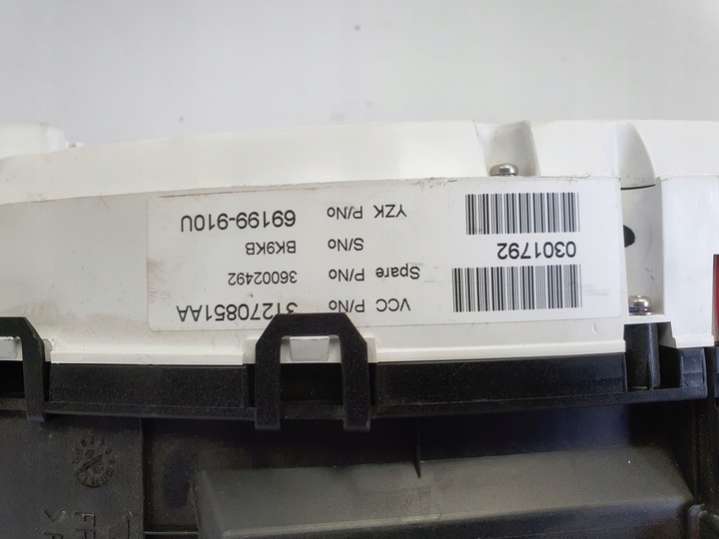 VCC P/No 31270851AA
Spare P/No 36002492
S/No BK9KB
YZK P/No 69199-910U
0301792